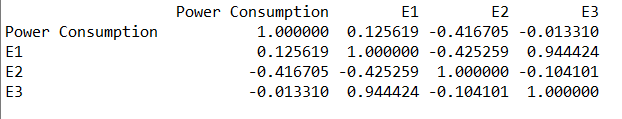 Power Consumption E1 E2 E3
Power Consumption 1.000000 0.125619 -0.416705 -0.013310
E1 0.125619 1.000000 -0.425259 0.944424
E2 -0.416705 -0.425259 1.000000 -0.104101
E3 -0.013310 0.944424 -0.104101 1.000000